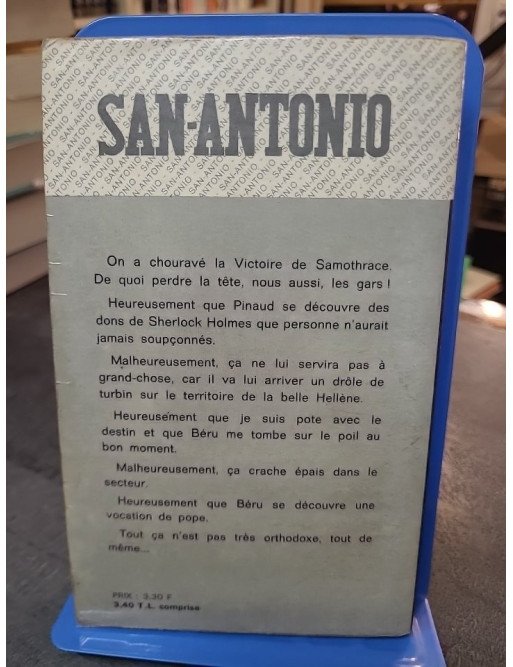 SAN-ANTONIO
On a chouravé la Victoire de Samothrace.
De quoi perdre la tête, nous aussi, les gars !
Heureusement que Pinaud se découvre des
dons de Sherlock Holmes que personne n'aurait
jamais soupçonnés.
Malheureusement, ça ne lui servira pas à
grand-chose, car il va lui arriver un drôle de
turbin sur le territoire de la belle Hellène.
Heureusement que je suis pote avec le
destin et que Béru me tombe sur le poil au
bon moment.
Malheureusement, ça crache épais dans le
secteur.
Heureusement que Béru se découvre une
vocation de pope.
Tout ça n'est pas très orthodoxe, tout de
même...
PRIX : 3,30 F
3,40 T.L. comprise